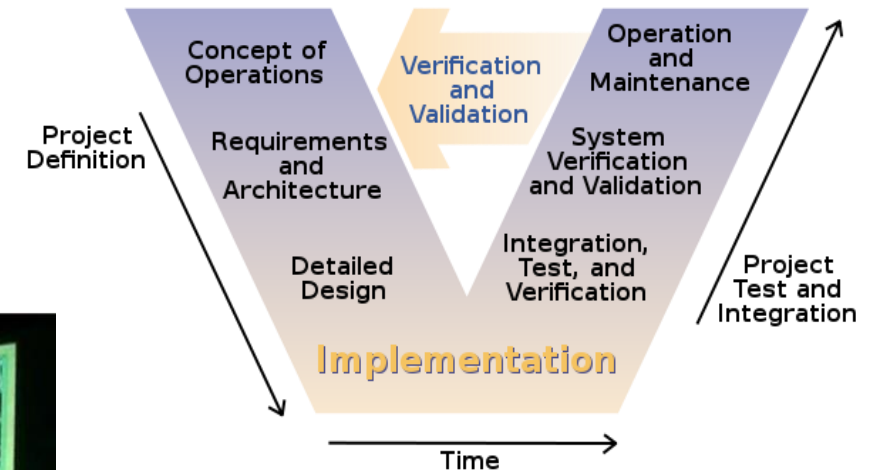 Concept of
Operations
Verification
and
Validation
Operation
and
Maintenance
Project
Definition
Requirements
and
Architecture
System
Verification
and Validation
Detailed
Design
Integration,
Test, and
Verification
Project
Test and
Integration
Implementation
Time